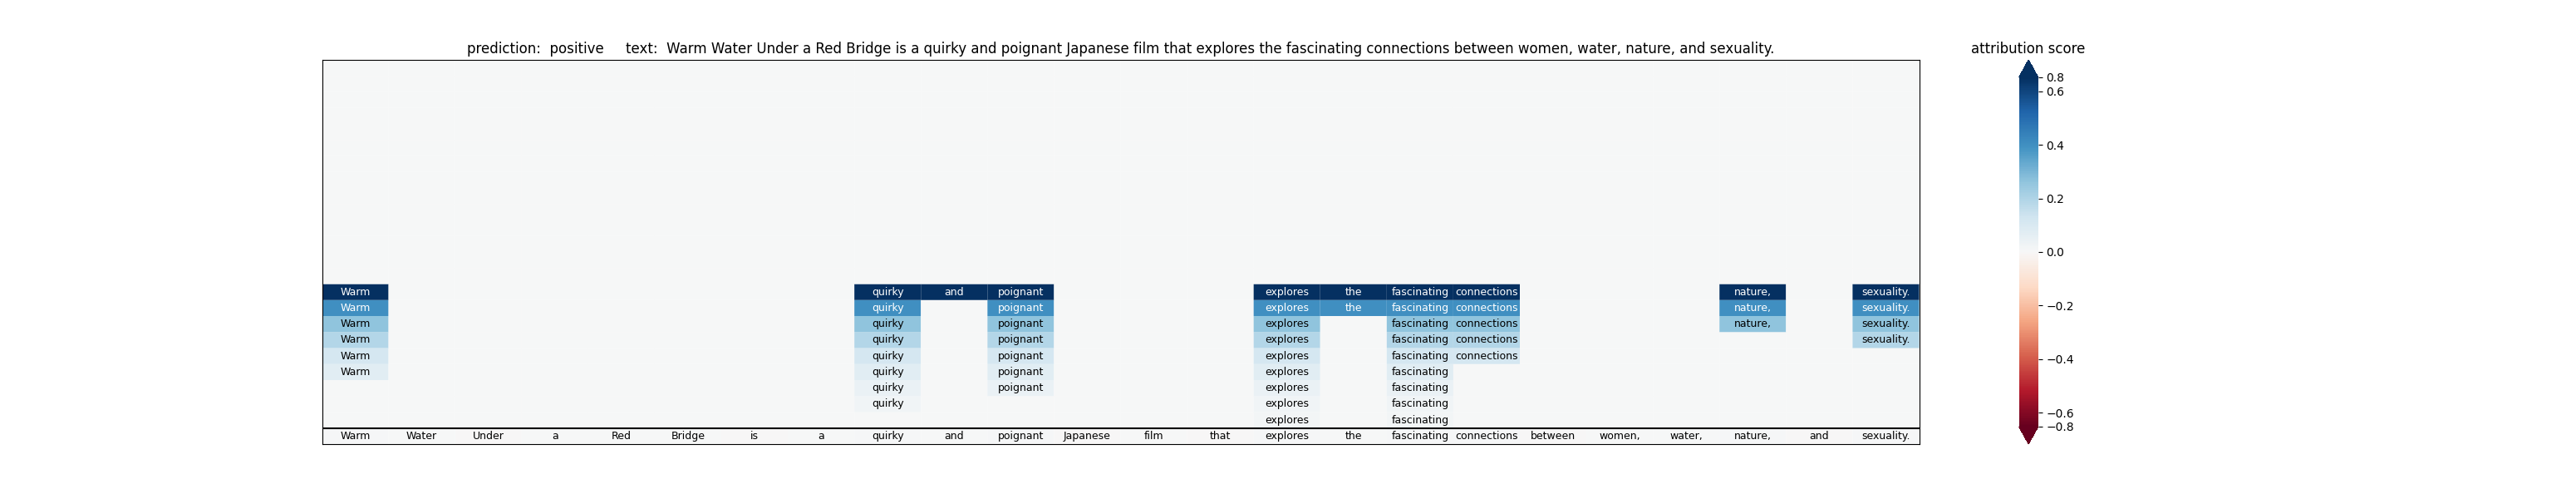 prediction:  positive     text:  Warm Water Under a Red Bridge is a quirky and poignant Japanese film that explores the fascinating connections between women, water, nature, and sexuality.
attribution score
0.8
0.6
0.4
0.2
0.0
−0.2
−0.4
−0.6
−0.8
Warm quirky and poignant explores the fascinating connections nature, sexuality.
Warm quirky poignant explores the fascinating connections nature, sexuality.
Warm quirky poignant explores fascinating connections nature, sexuality.
Warm quirky poignant explores fascinating connections sexuality.
Warm quirky poignant explores fascinating connections
Warm quirky poignant explores fascinating
quirky poignant explores fascinating
quirky explores fascinating
explores fascinating
Warm Water Under a Red Bridge is a quirky and poignant Japanese film that explores the fascinating connections between women, water, nature, and sexuality.